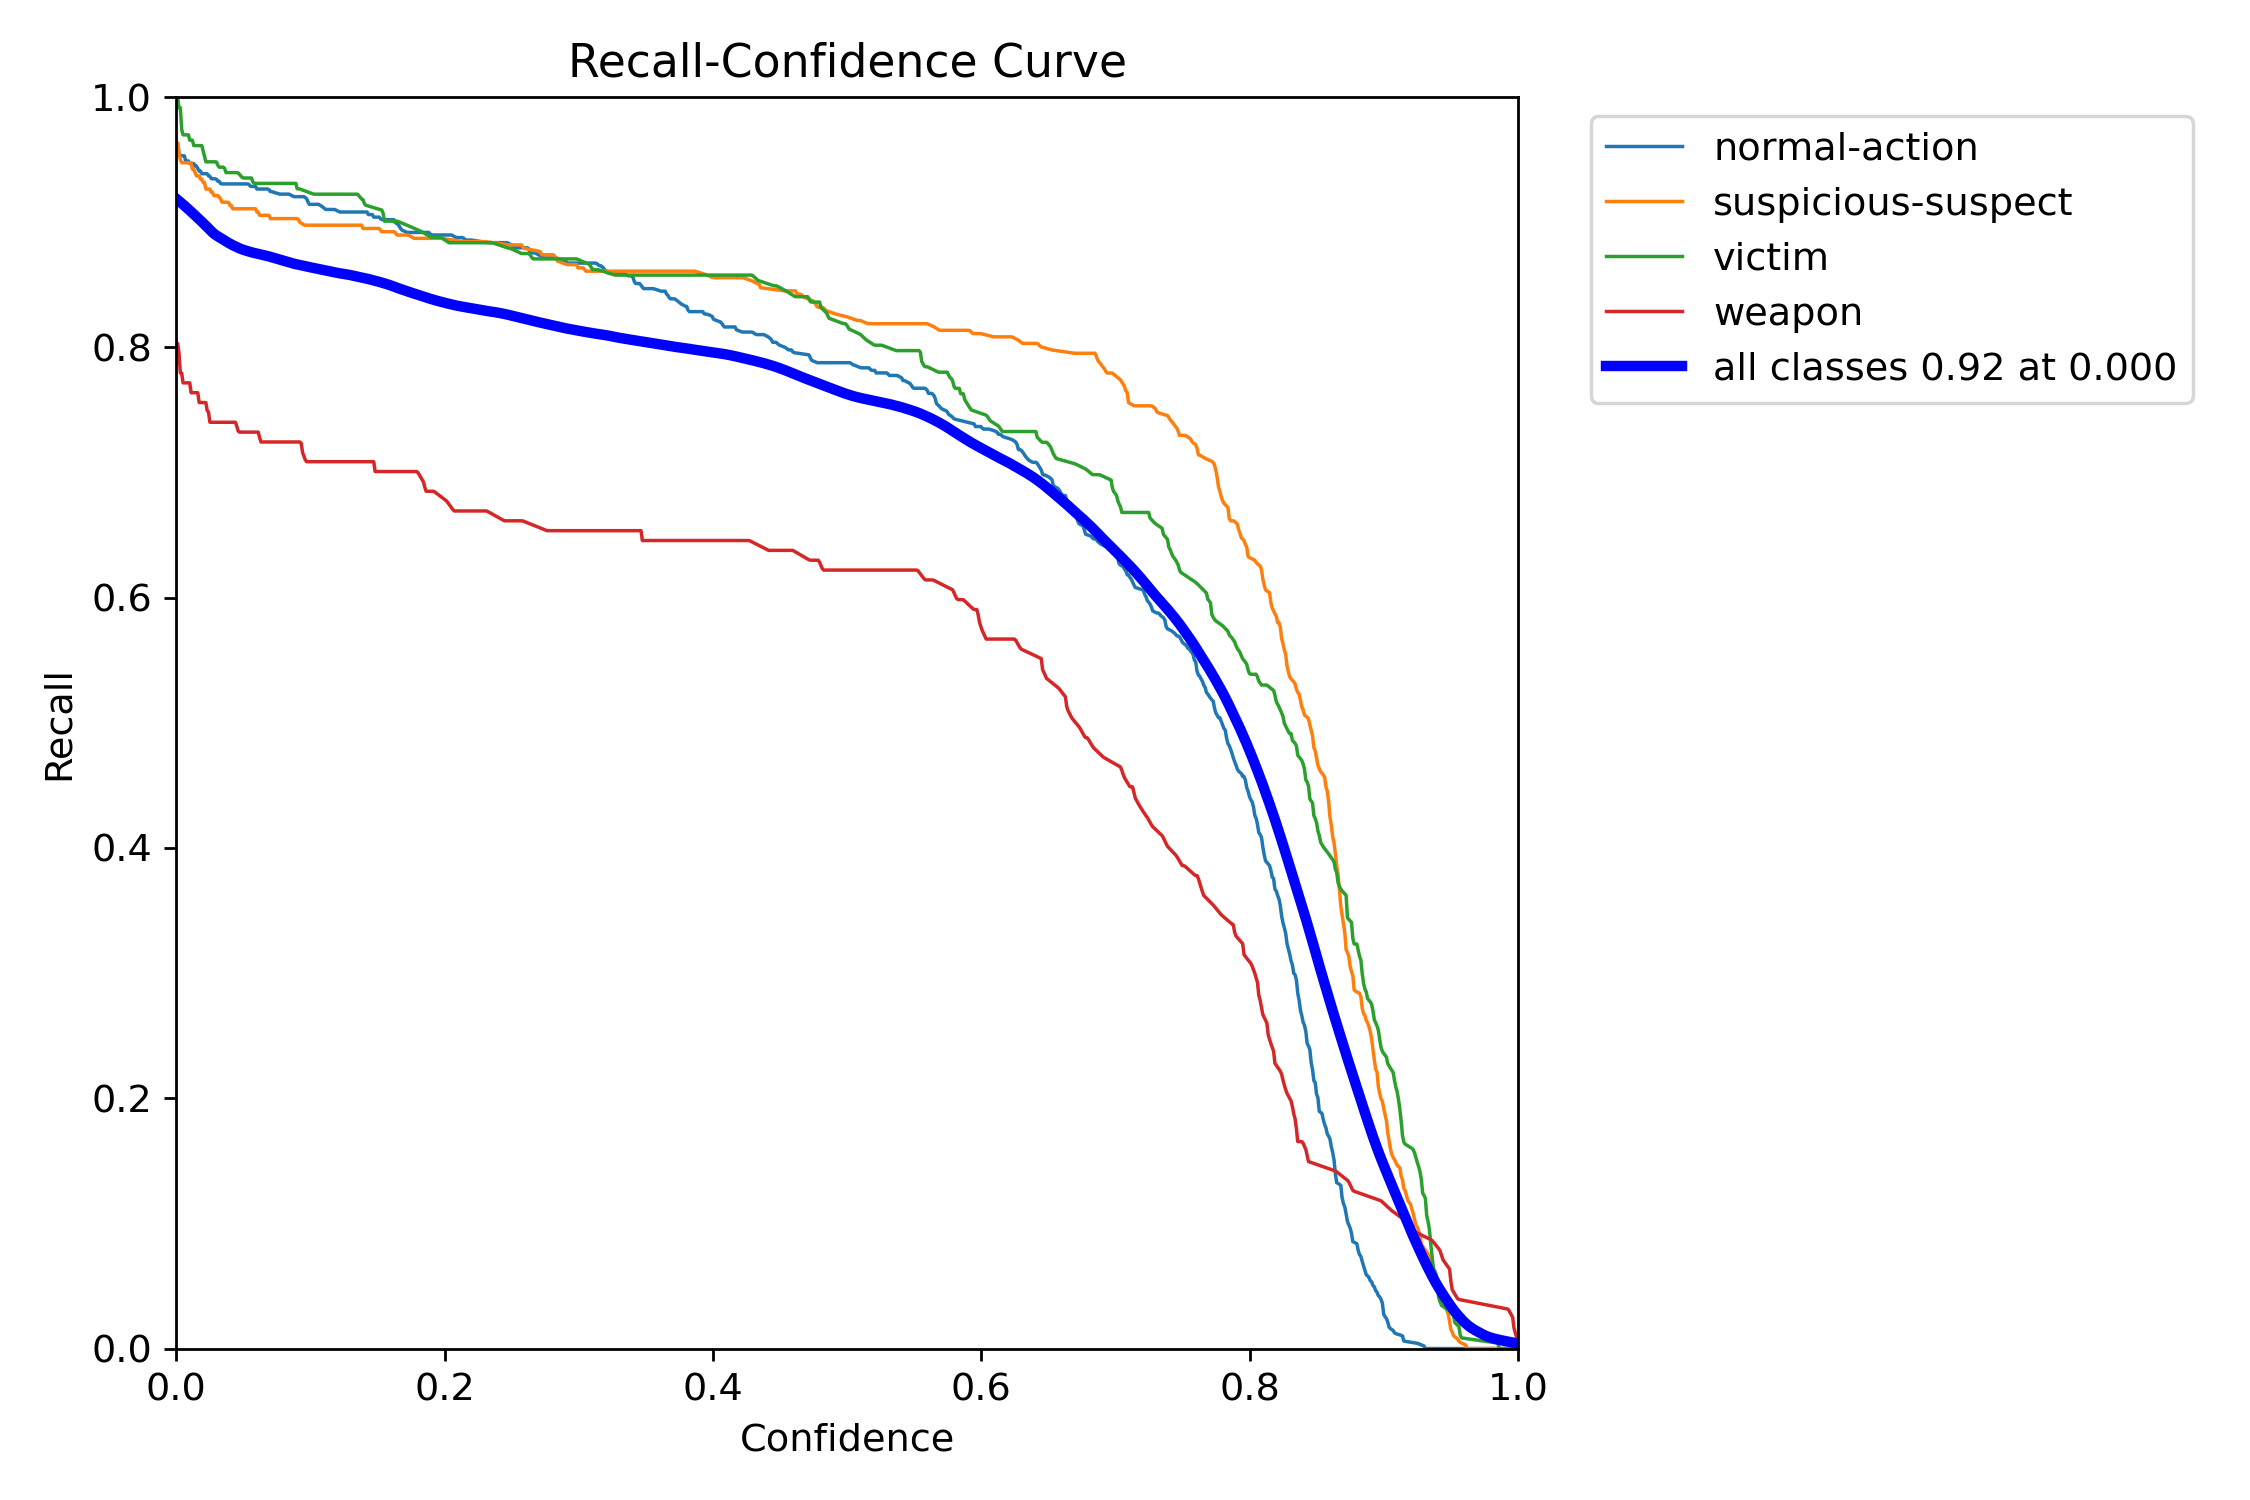 Recall-Confidence Curve
1.0
0.8
0.6
0.4
0.2
0.0
Recall
0.0 0.2 0.4 0.6 0.8 1.0
Confidence
normal-action
suspicious-suspect
victim
weapon
all classes 0.92 at 0.000